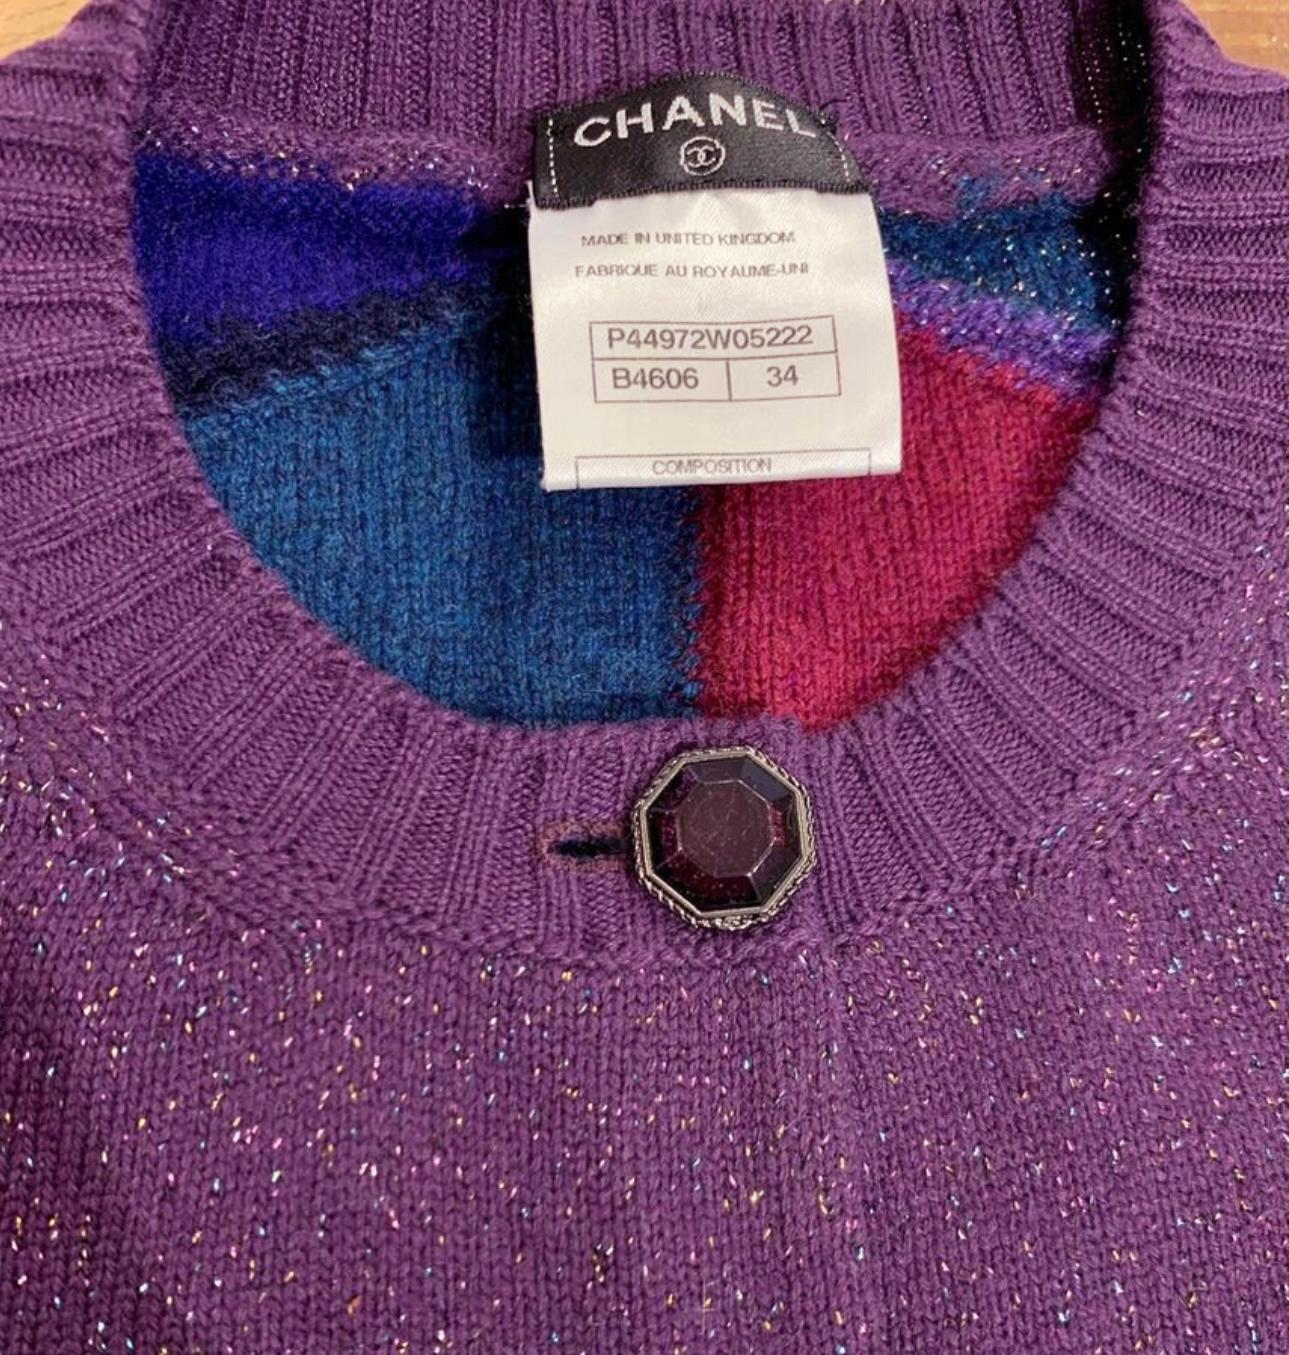 CHANEL
MADE IN UNITED KINGDOM
FABRIQUE AU ROYAUME-UNI
P44972W05222
B4606 34
COMPOSITION